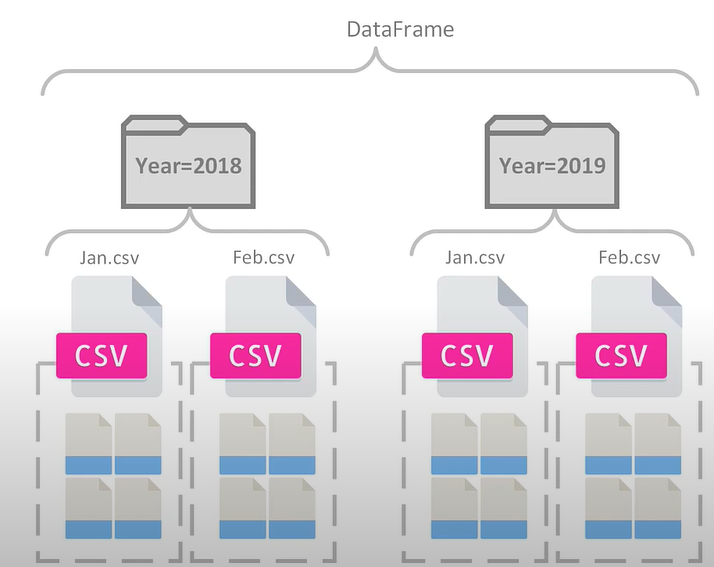 DataFrame
Year=2018
Year=2019
Jan.csv
Feb.csv
Jan.csv
Feb.csv
CSV
CSV
CSV
CSV